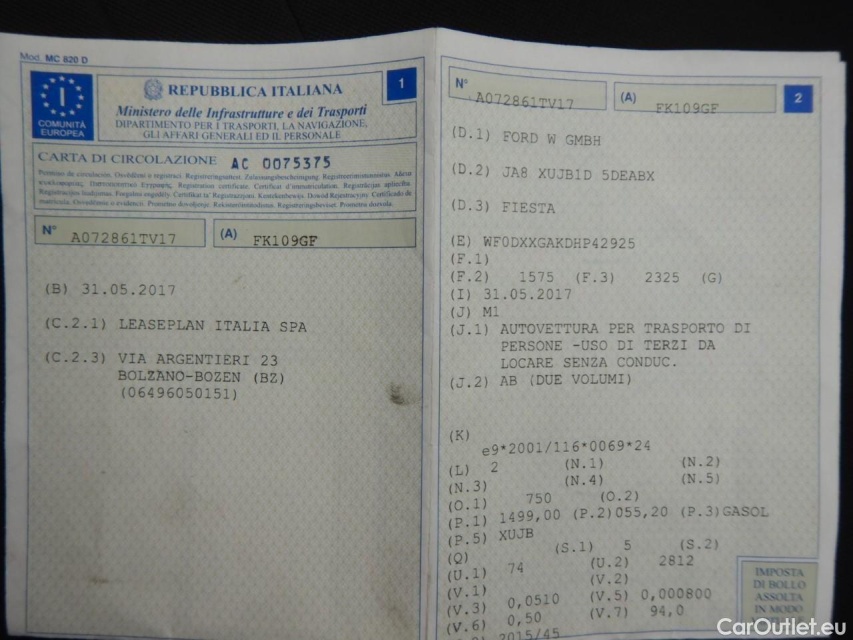 Mod. MC 820 D
I
COMUNITÀ
EUROPEA
REPUBBLICA ITALIANA
1
Ministero delle Infrastrutture e dei Trasporti
DIPARTIMENTO PER I TRASPORTI, LA NAVIGAZIONE,
GLI AFFARI GENERALI ED IL PERSONALE
CARTA DI CIRCOLAZIONE AC 0075375
N° A072861TV17 (A) FK109GF
(B) 31.05.2017
(C.2.1) LEASEPLAN ITALIA SPA
(C.2.3) VIA ARGENTIERI 23
BOLZANO-BOZEN (BZ)
(06496050151)
N° A072861TV17 (A) FK109GF 2
(D.1) FORD W GMBH
(D.2) JA8 XUJB1D 5DEABX
(D.3) FIESTA
(E) WF0DXXGAKDHP42925
(F.1)
(F.2) 1575 (F.3) 2325 (G)
(I) 31.05.2017
(J) M1
(J.1) AUTOVETTURA PER TRASPORTO DI
PERSONE -USO DI TERZI DA
LOCARE SENZA CONDUC.
(J.2) AB (DUE VOLUMI)
(K)
e9*2001/116*0069*24
(L) 2 (N.1) (N.2)
(N.3) (N.4) (N.5)
(O.1) 750 (O.2)
(P.1) 1499,00 (P.2) 055,20 (P.3) GASOL
(P.5) XUJB
(Q) (S.1) 5 (S.2)
(U.1) 74 (U.2) 2812
(V.1) (V.2)
(V.3) 0,0510 (V.5) 0,000800
(V.6) 0,50 (V.7) 94,0
2015/45
IMPOSTA
DI BOLLO
ASSOLTA
IN MODO
CarOutlet.eu